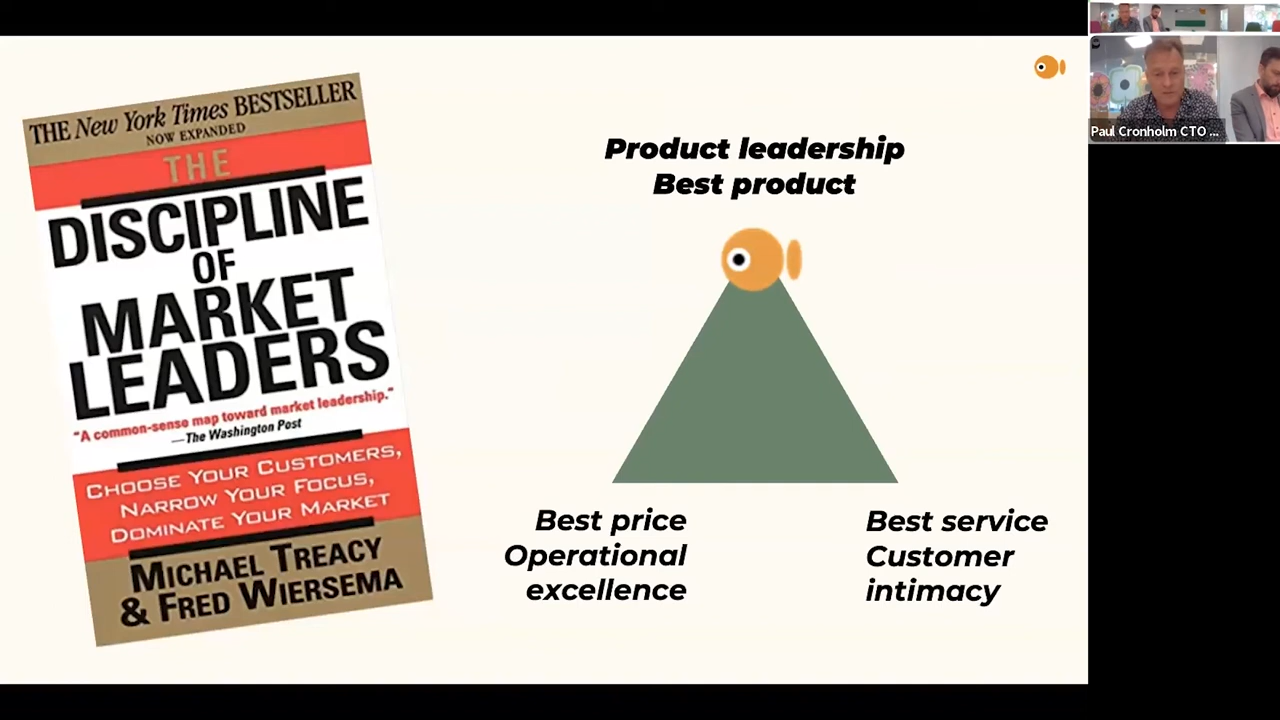 THE New York Times BESTSELLER
NOW EXPANDED
THE
DISCIPLINE
OF
MARKET
LEADERS
"A common-sense map toward market leadership."
—The Washington Post
CHOOSE YOUR CUSTOMERS,
NARROW YOUR FOCUS,
DOMINATE YOUR MARKET
MICHAEL TREACY
& FRED WIERSEMA
Product leadership
Best product
Best price
Operational
excellence
Best service
Customer
intimacy
Paul Cronholm CTO ...